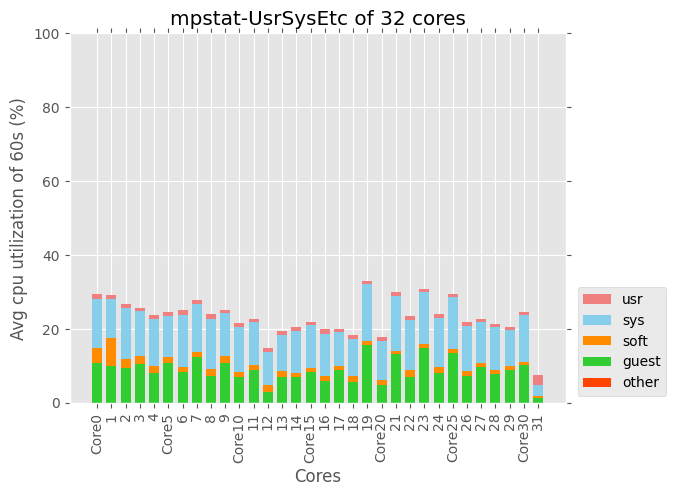 mpstat-UsrSysEtc of 32 cores
Avg cpu utilization of 60s (%)
100
80
60
40
20
0
Core0
1
2
3
4
Core5
6
7
8
9
Core10
11
12
13
14
Core15
16
17
18
19
Core20
21
22
23
24
Core25
26
27
28
29
Core30
31
Cores
usr
sys
soft
guest
other